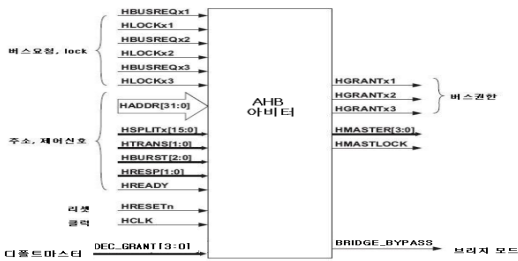 HBUSREQx1
HLOCKx1
HBUSREQx2
버스요청, lock
HLOCKx2
HBUSREQx3
HLOCKx3
HADDR[31:0]
AHB
아비터
HGRANTx1
HGRANTx2
HGRANTx3
버스권한
주소, 제어신호
HSPLITx[15:0]
HTRANS[1:0]
HBURST[2:0]
HRESP[1:0]
HREADY
HMASTER[3:0]
HMASTLOCK
리셋
HRESETn
클럭
HCLK
디폴트마스터
DEC_GRANT[3:0]
BRIDGE_BYPASS
브리지 모드